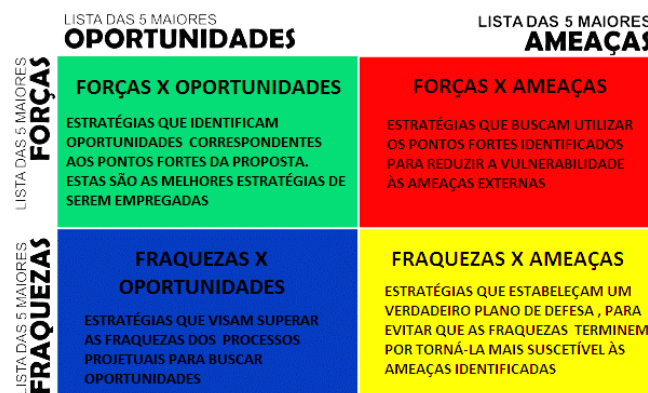 LISTA DAS 5 MAIORES
OPORTUNIDADES
LISTA DAS 5 MAIORES
AMEAÇAS
LISTA DAS 5 MAIORES
FORÇAS
FORÇAS X OPORTUNIDADES
ESTRATÉGIAS QUE IDENTIFICAM
OPORTUNIDADES CORRESPONDENTES
AOS PONTOS FORTES DA PROPOSTA.
ESTAS SÃO AS MELHORES ESTRATÉGIAS DE
SEREM EMPREGADAS
FORÇAS X AMEAÇAS
ESTRATÉGIAS QUE BUSCAM UTILIZAR
OS PONTOS FORTES IDENTIFICADOS
PARA REDUZIR A VULNERABILIDADE
ÀS AMEAÇAS EXTERNAS
LISTA DAS 5 MAIORES
FRAQUEZAS
FRAQUEZAS X
OPORTUNIDADES
ESTRATÉGIAS QUE VISAM SUPERAR
AS FRAQUEZAS DOS PROCESSOS
PROJETUAIS PARA BUSCAR
OPORTUNIDADES
FRAQUEZAS X AMEAÇAS
ESTRATÉGIAS QUE ESTABELEÇAM UM
VERDADEIRO PLANO DE DEFESA , PARA
EVITAR QUE AS FRAQUEZAS TERMINEM
POR TORNÁ-LA MAIS SUSCETÍVEL ÀS
AMEAÇAS IDENTIFICADAS